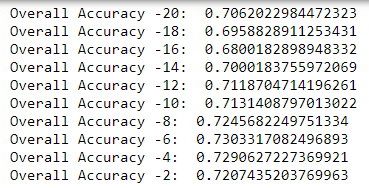 Overall Accuracy -20:  0.7062022984472323
Overall Accuracy -18:  0.6958828911253431
Overall Accuracy -16:  0.6800182898948332
Overall Accuracy -14:  0.7000183755972069
Overall Accuracy -12:  0.7118704714196261
Overall Accuracy -10:  0.7131408797013022
Overall Accuracy -8:  0.7245682249751334
Overall Accuracy -6:  0.7303317082496893
Overall Accuracy -4:  0.7290627227369921
Overall Accuracy -2:  0.7207435203769963